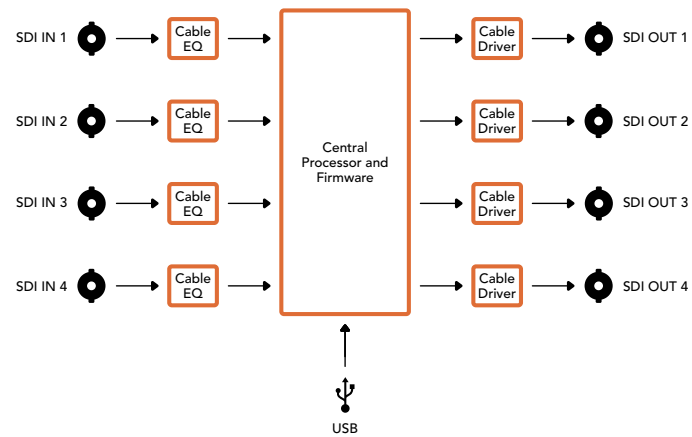 SDI IN 1
Cable
EQ
Cable
Driver
SDI OUT 1
SDI IN 2
Cable
EQ
Cable
Driver
SDI OUT 2
Central
Processor and
Firmware
SDI IN 3
Cable
EQ
Cable
Driver
SDI OUT 3
SDI IN 4
Cable
EQ
Cable
Driver
SDI OUT 4
USB